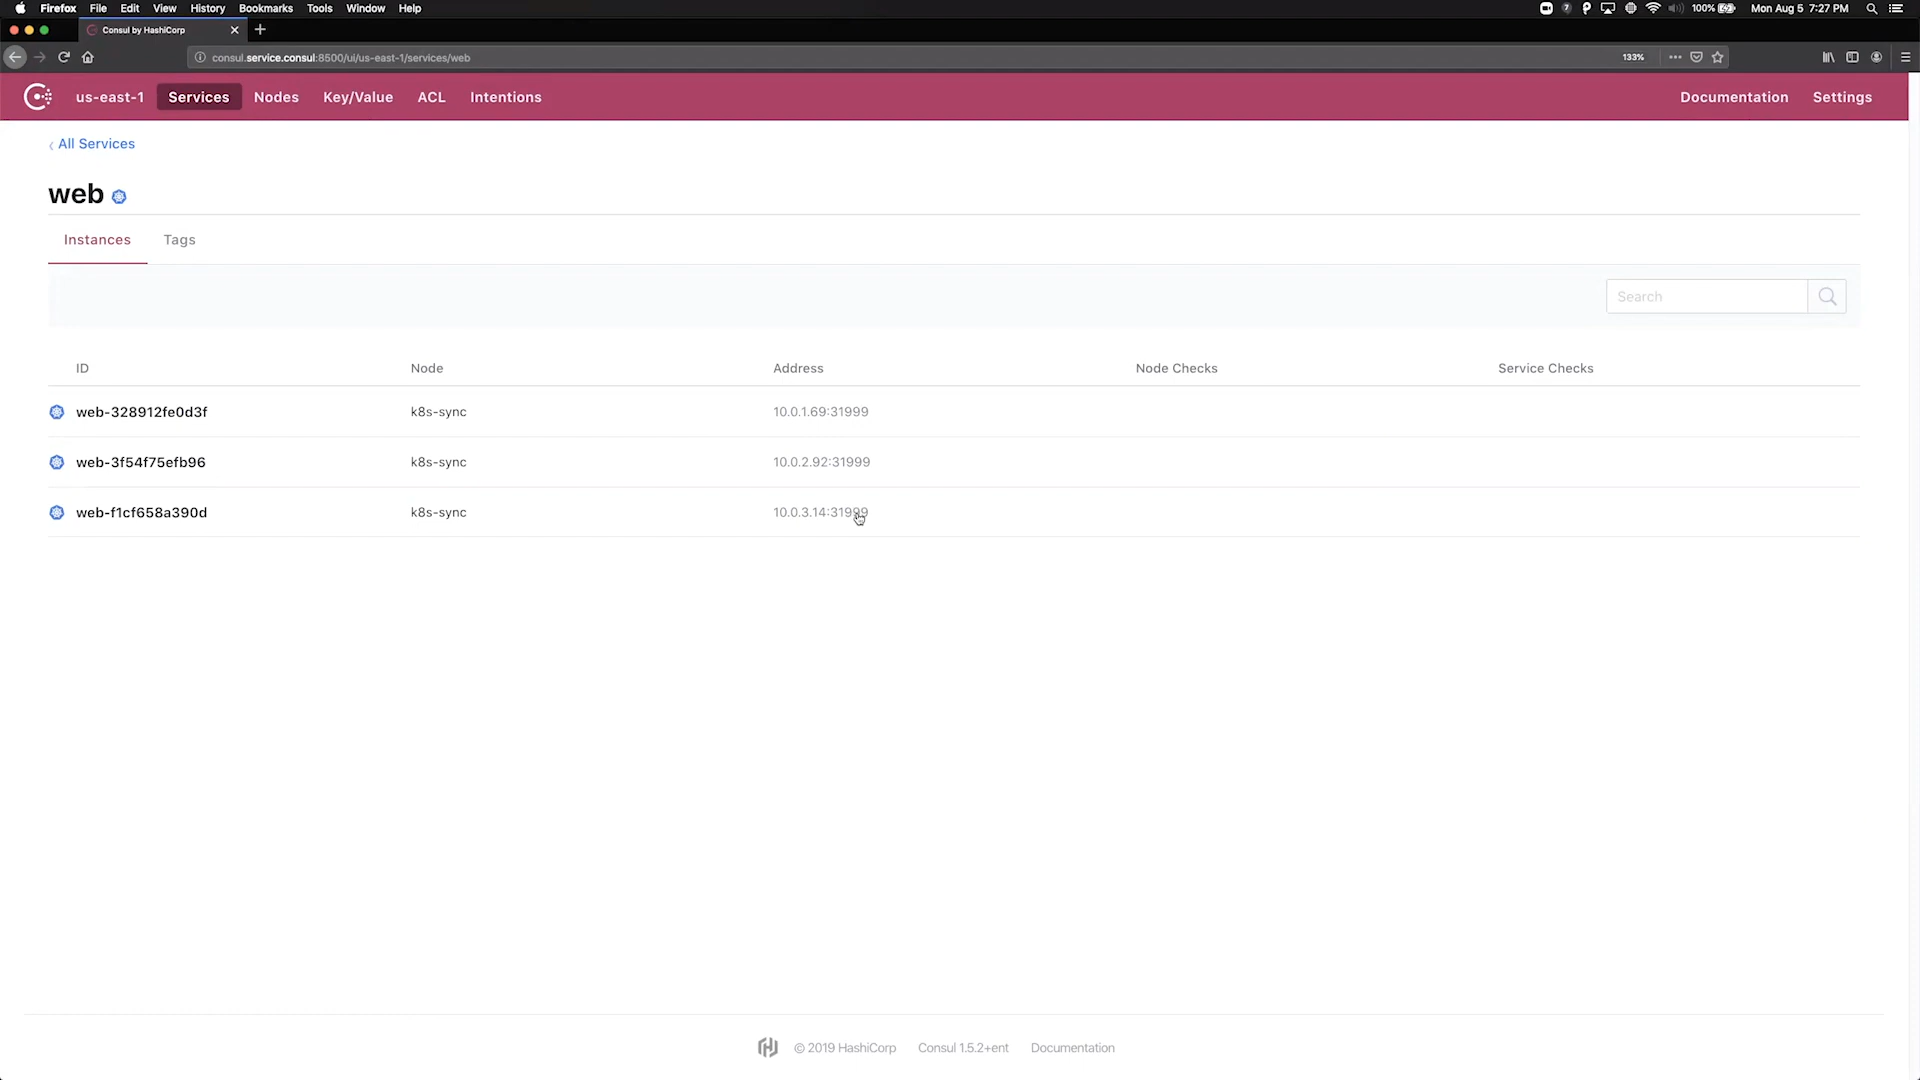 Firefox File Edit View History Bookmarks Tools Window Help 7 100% Mon Aug 5 7:27 PM
Consul by HashiCorp
consul.service.consul:8500/ui/us-east-1/services/web 133%
us-east-1 Services Nodes Key/Value ACL Intentions Documentation Settings
All Services
web
Instances Tags
Search
ID Node Address Node Checks Service Checks
web-328912fe0d3f k8s-sync 10.0.1.69:31999
web-3f54f75efb96 k8s-sync 10.0.2.92:31999
web-f1cf658a390d k8s-sync 10.0.3.14:31999
© 2019 HashiCorp Consul 1.5.2+ent Documentation